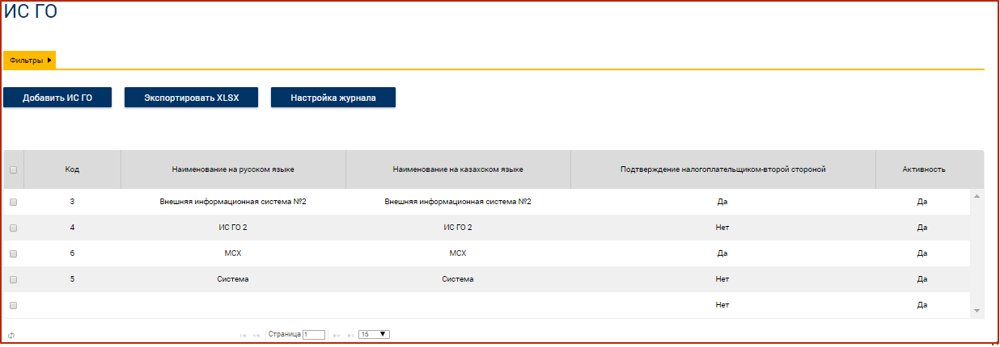 ИС ГО
Фильтры
Добавить ИС ГО Экспортировать XLSX Настройка журнала
Код Наименование на русском языке Наименование на казахском языке Подтверждение налогоплательщиком-второй стороной Активность
3 Внешняя информационная система №2 Внешняя информационная система №2 Да Да
4 ИС ГО 2 ИС ГО 2 Нет Да
6 МСХ МСХ Да Да
5 Система Система Нет Да
Нет Да
Страница 1 15